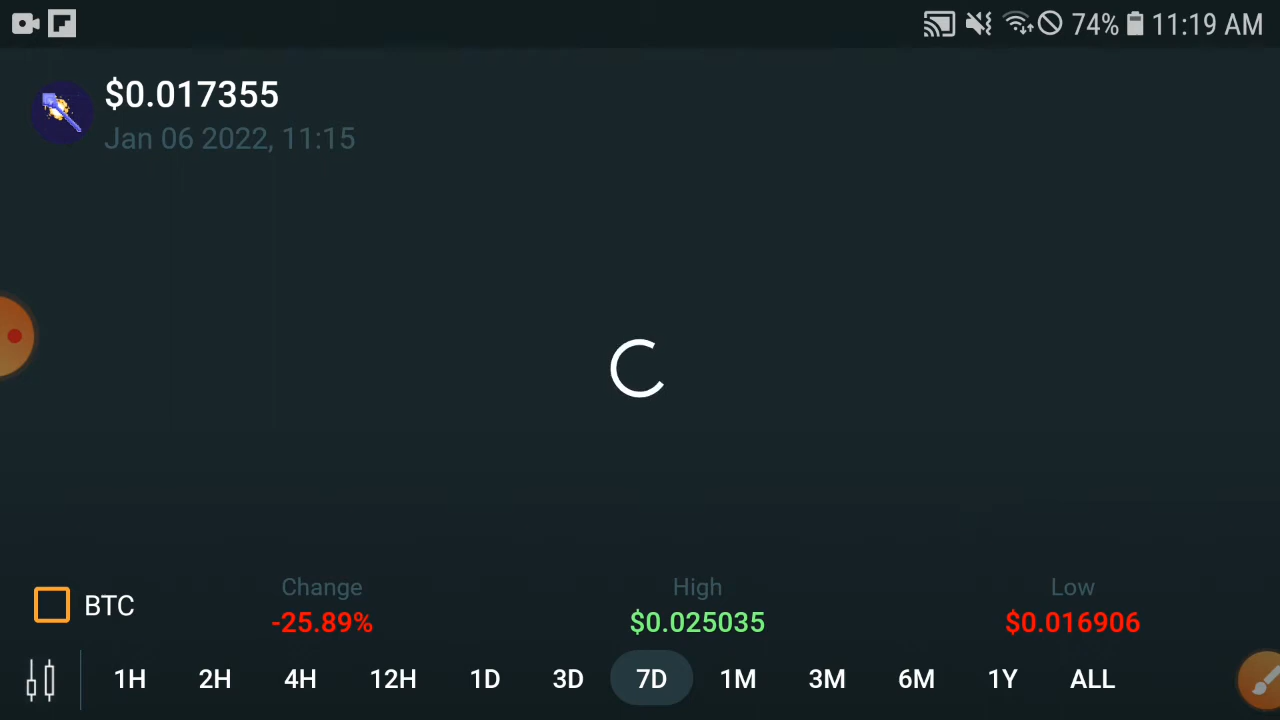 74% 11:19 AM
$0.017355
Jan 06 2022, 11:15
BTC
Change
-25.89%
High
$0.025035
Low
$0.016906
1H 2H 4H 12H 1D 3D 7D 1M 3M 6M 1Y ALL